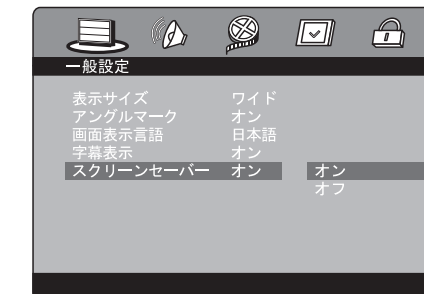 一般設定
表示サイズ ワイド
アングルマーク オン
画面表示言語 日本語
字幕表示 オン
スクリーンセーバー オン オン
オフ